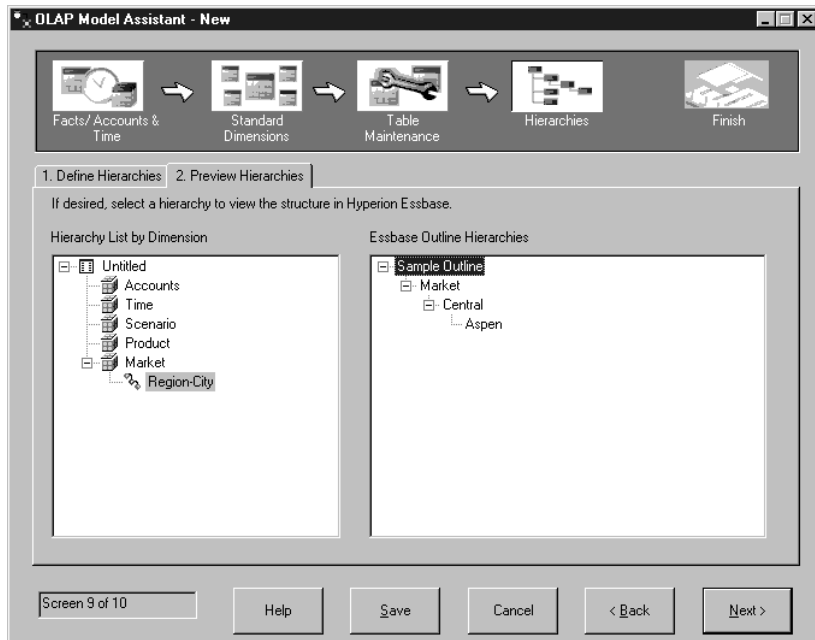 OLAP Model Assistant - New
Facts/ Accounts &
Time
Standard
Dimensions
Table
Maintenance
Hierarchies
Finish
1. Define Hierarchies
2. Preview Hierarchies
If desired, select a hierarchy to view the structure in Hyperion Essbase.
Hierarchy List by Dimension
Untitled
Accounts
Time
Scenario
Product
Market
Region-City
Essbase Outline Hierarchies
Sample Outline
Market
Central
Aspen
Screen 9 of 10
Help
Save
Cancel
< Back
Next >